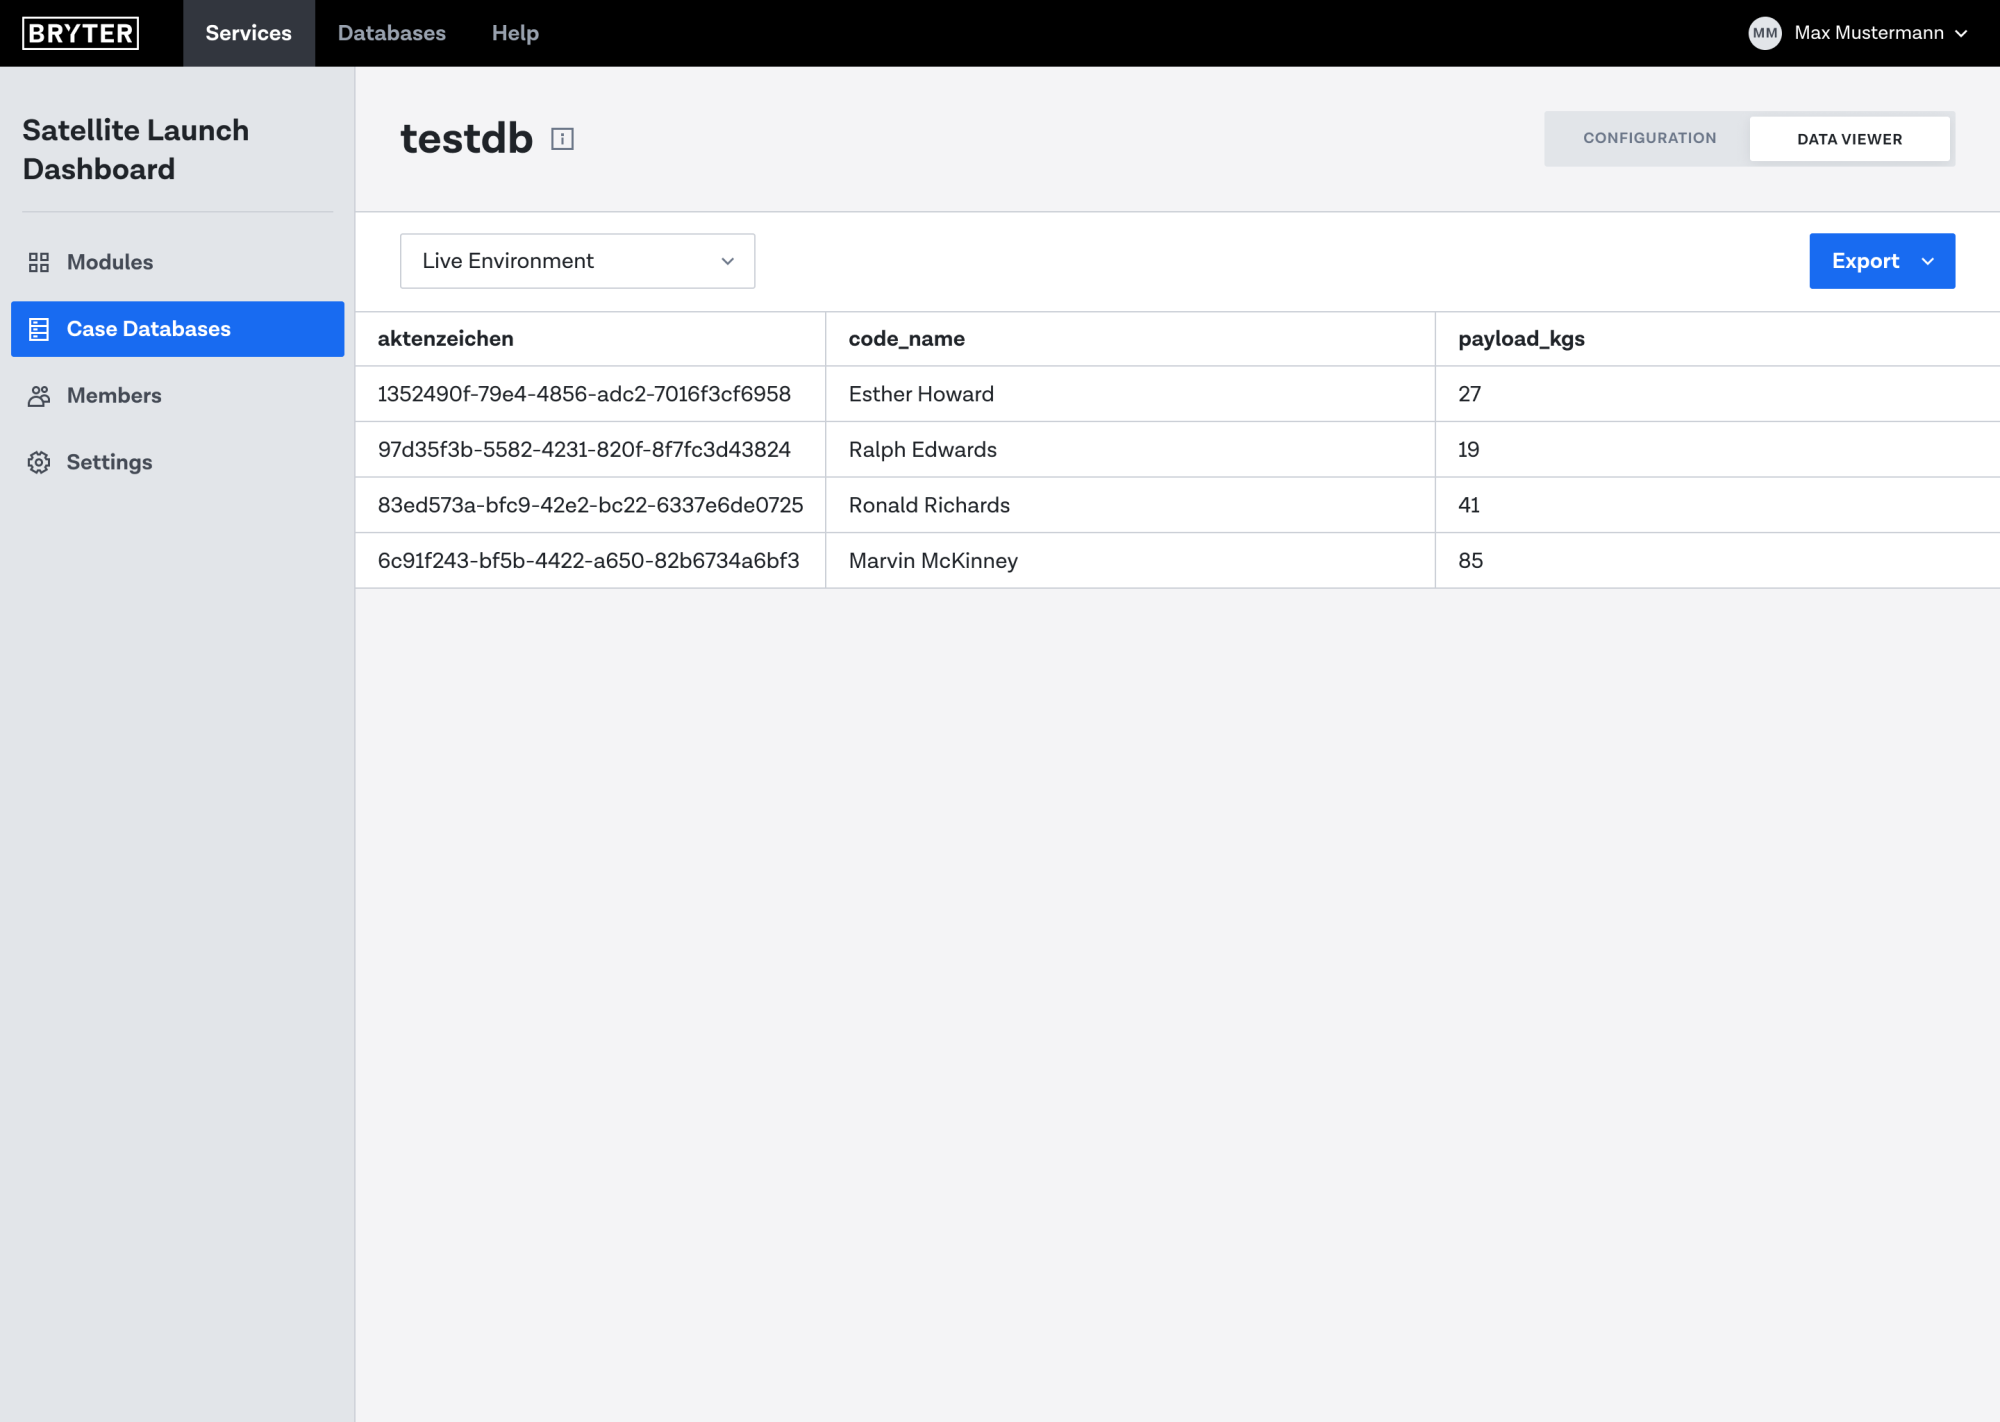 BRYTER
Services
Databases
Help
MM
Max Mustermann
Satellite Launch
Dashboard
Modules
Case Databases
Members
Settings
testdb
CONFIGURATION
DATA VIEWER
Live Environment
Export
aktenzeichen code_name payload_kgs
1352490f-79e4-4856-adc2-7016f3cf6958 Esther Howard 27
97d35f3b-5582-4231-820f-8f7fc3d43824 Ralph Edwards 19
83ed573a-bfc9-42e2-bc22-6337e6de0725 Ronald Richards 41
6c91f243-bf5b-4422-a650-82b6734a6bf3 Marvin McKinney 85